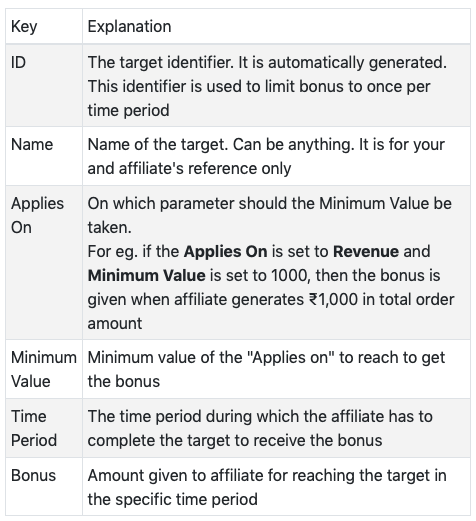 Key Explanation
ID The target identifier. It is automatically generated.
This identifier is used to limit bonus to once per
time period
Name Name of the target. Can be anything. It is for your
and affiliate's reference only
Applies On which parameter should the Minimum Value be
On taken.
For eg. if the Applies On is set to Revenue and
Minimum Value is set to 1000, then the bonus is
given when affiliate generates ₹1,000 in total order
amount
Minimum Minimum value of the "Applies on" to reach to get
Value the bonus
Time The time period during which the affiliate has to
Period complete the target to receive the bonus
Bonus Amount given to affiliate for reaching the target in
the specific time period